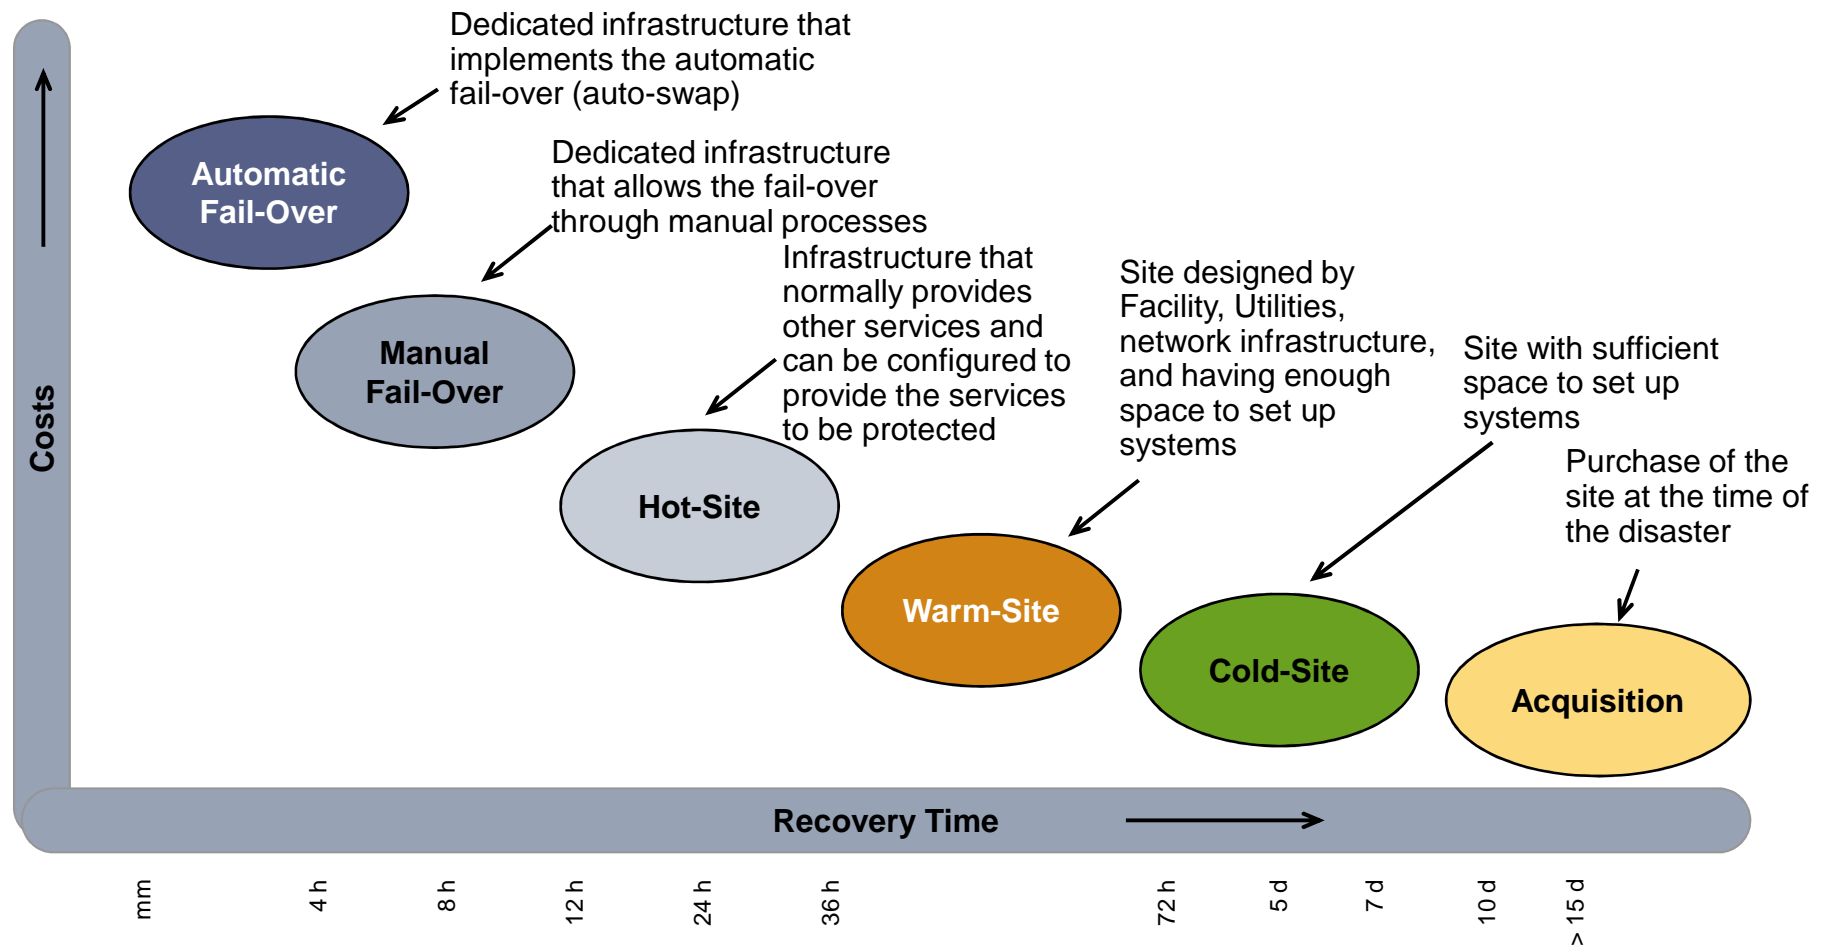 Dedicated infrastructure that
implements the automatic
fail-over (auto-swap)
Automatic
Fail-Over
Dedicated infrastructure
that allows the fail-over
through manual processes
Manual
Fail-Over
Infrastructure that
normally provides
other services and
can be configured to
provide the services
to be protected
Hot-Site
Site designed by
Facility, Utilities,
network infrastructure,
and having enough
space to set up
systems
Warm-Site
Site with sufficient
space to set up
systems
Cold-Site
Purchase of the
site at the time of
the disaster
Acquisition
Costs
Recovery Time
mm
4 h
8 h
12 h
24 h
36 h
72 h
5 d
7 d
10 d
> 15 d